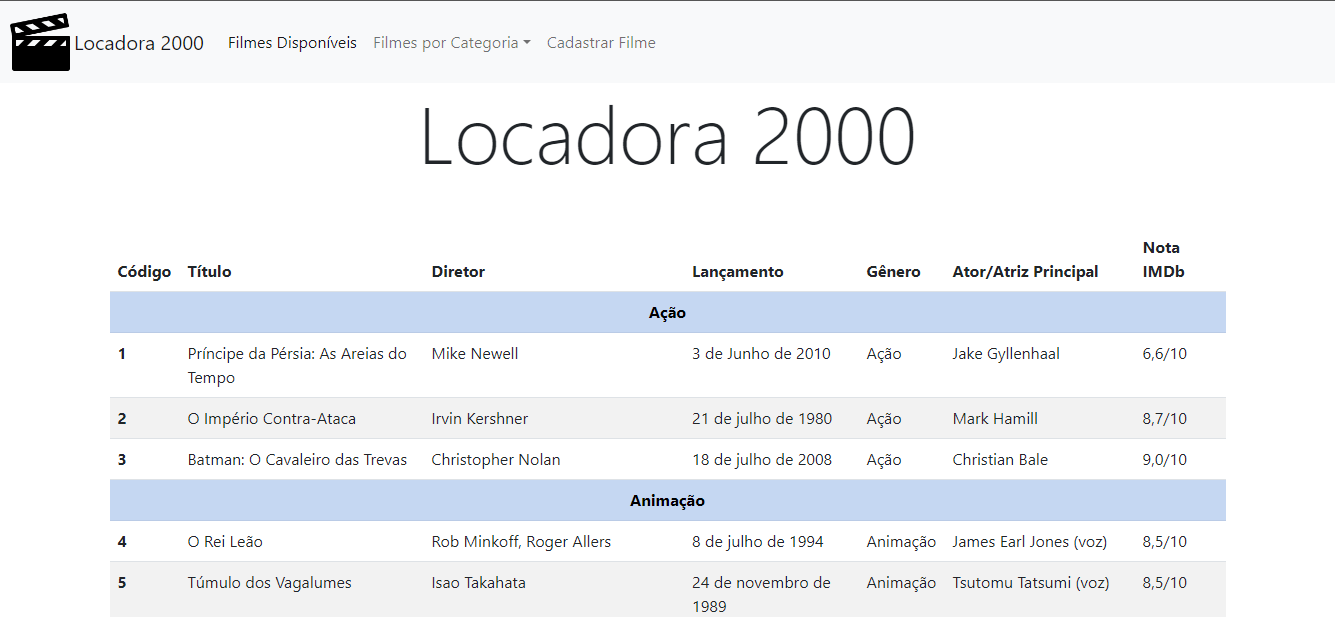 Locadora 2000 Filmes Disponíveis Filmes por Categoria Cadastrar Filme
Locadora 2000
Código Título Diretor Lançamento Gênero Ator/Atriz Principal Nota IMDb
Ação
1 Príncipe da Pérsia: As Areias do Tempo Mike Newell 3 de Junho de 2010 Ação Jake Gyllenhaal 6,6/10
2 O Império Contra-Ataca Irvin Kershner 21 de julho de 1980 Ação Mark Hamill 8,7/10
3 Batman: O Cavaleiro das Trevas Christopher Nolan 18 de julho de 2008 Ação Christian Bale 9,0/10
Animação
4 O Rei Leão Rob Minkoff, Roger Allers 8 de julho de 1994 Animação James Earl Jones (voz) 8,5/10
5 Túmulo dos Vagalumes Isao Takahata 24 de novembro de 1989 Animação Tsutomu Tatsumi (voz) 8,5/10